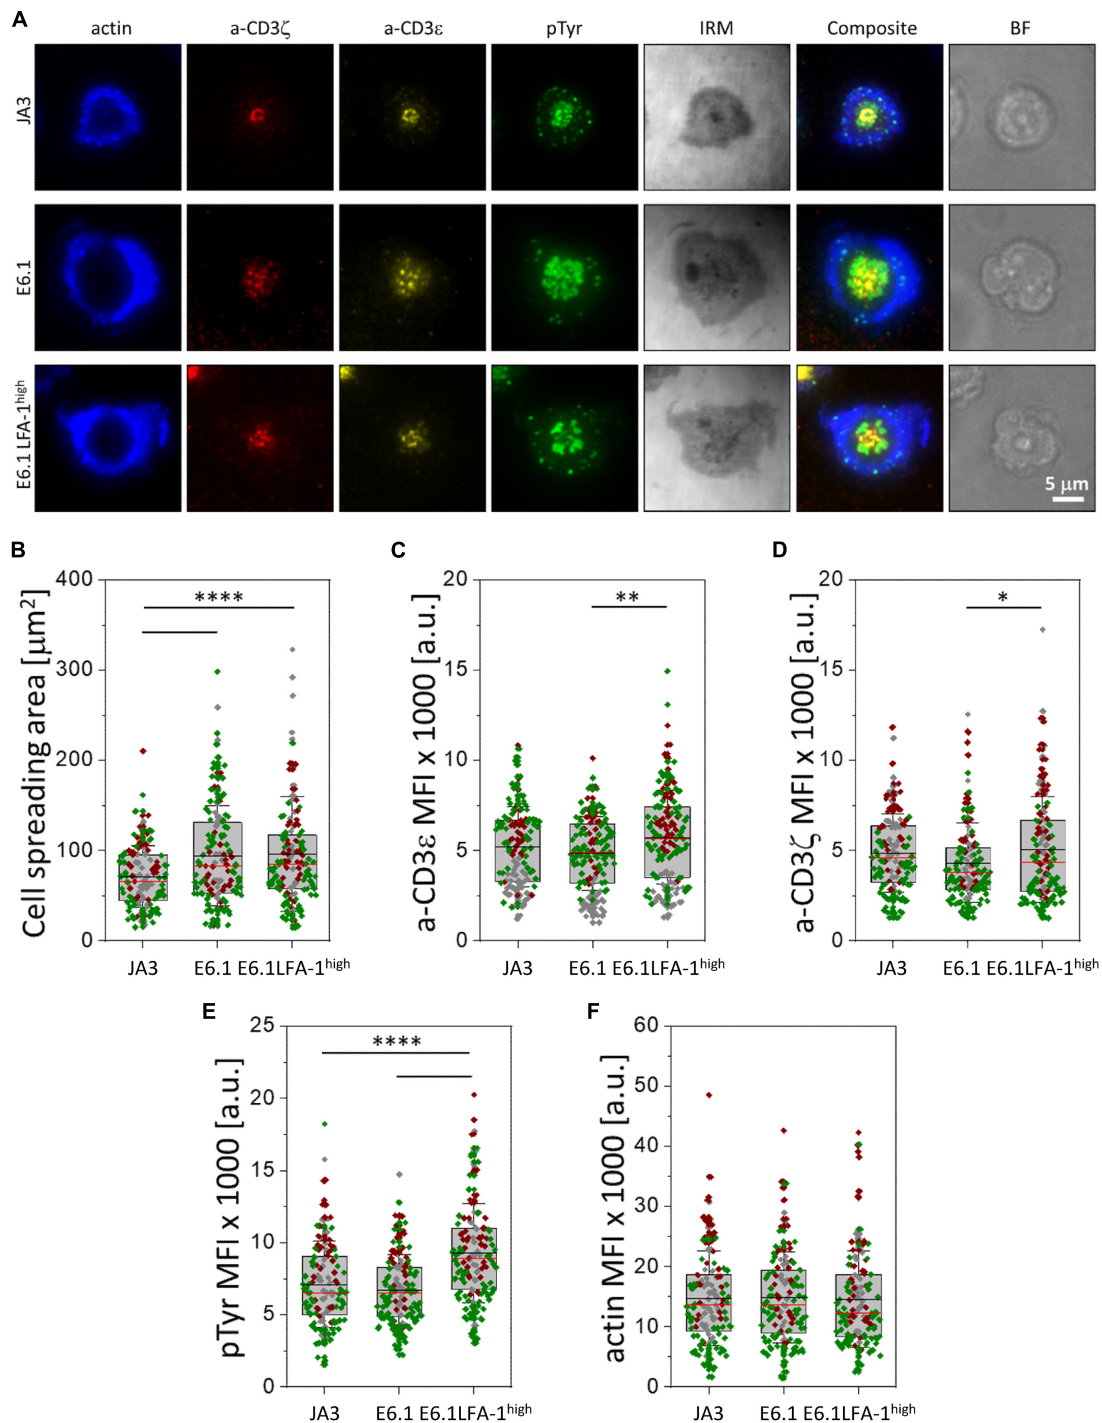 A
actin a-CD3ζ a-CD3ε pTyr IRM Composite BF
JA3
E6.1
E6.1 LFA-1high
5 µm
B
Cell spreading area [µm2]
400
300
200
100
0
****
JA3 E6.1 E6.1LFA-1high
C
a-CD3ε MFI x 1000 [a.u.]
20
15
10
5
0
**
JA3 E6.1 E6.1LFA-1high
D
a-CD3ζ MFI x 1000 [a.u.]
20
15
10
5
0
*
JA3 E6.1 E6.1LFA-1high
E
pTyr MFI x 1000 [a.u.]
25
20
15
10
5
0
****
JA3 E6.1 E6.1LFA-1high
F
actin MFI x 1000 [a.u.]
60
50
40
30
20
10
0
JA3 E6.1 E6.1LFA-1high